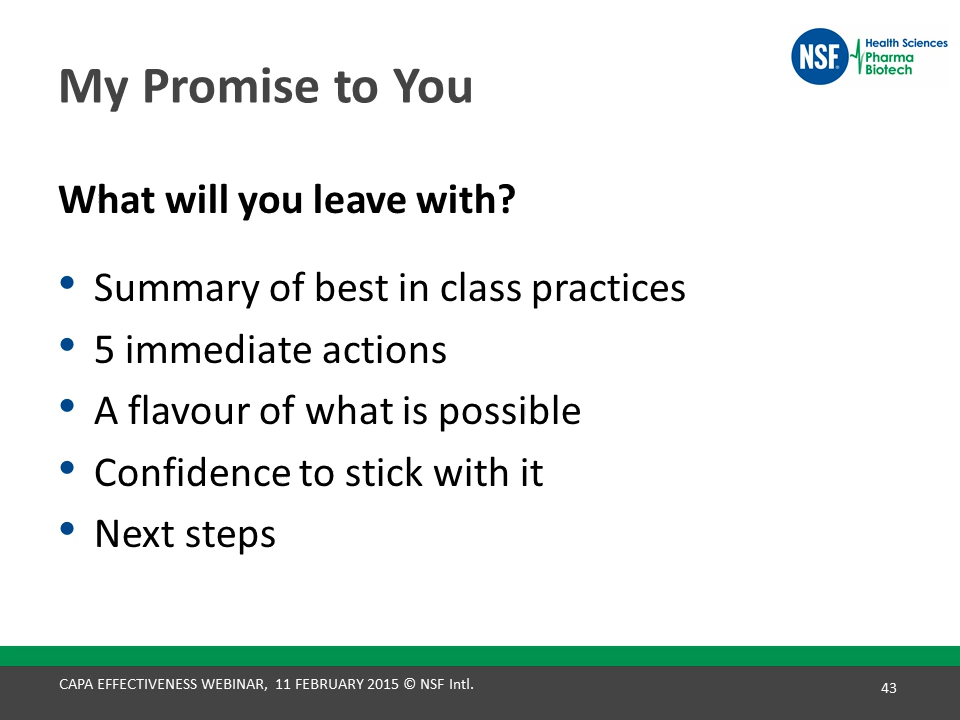 My Promise to You
NSF
Health Sciences
Pharma
Biotech
What will you leave with?
• Summary of best in class practices
• 5 immediate actions
• A flavour of what is possible
• Confidence to stick with it
• Next steps
CAPA EFFECTIVENESS WEBINAR, 11 FEBRUARY 2015 © NSF Intl.
43